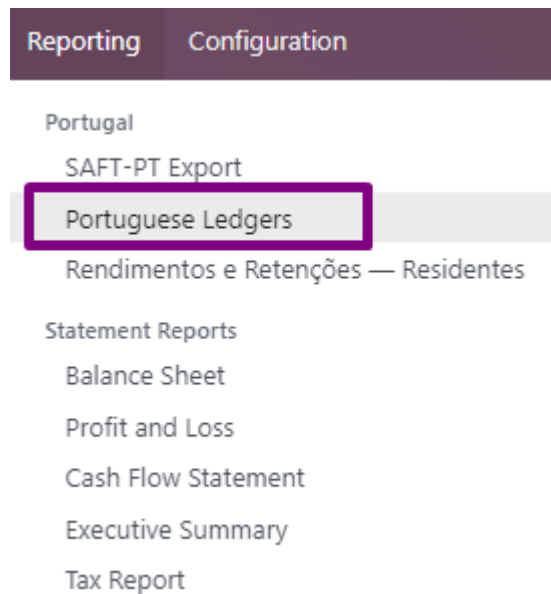 Reporting Configuration
Portugal
SAFT-PT Export
Portuguese Ledgers
Rendimentos e Retenções — Residentes
Statement Reports
Balance Sheet
Profit and Loss
Cash Flow Statement
Executive Summary
Tax Report